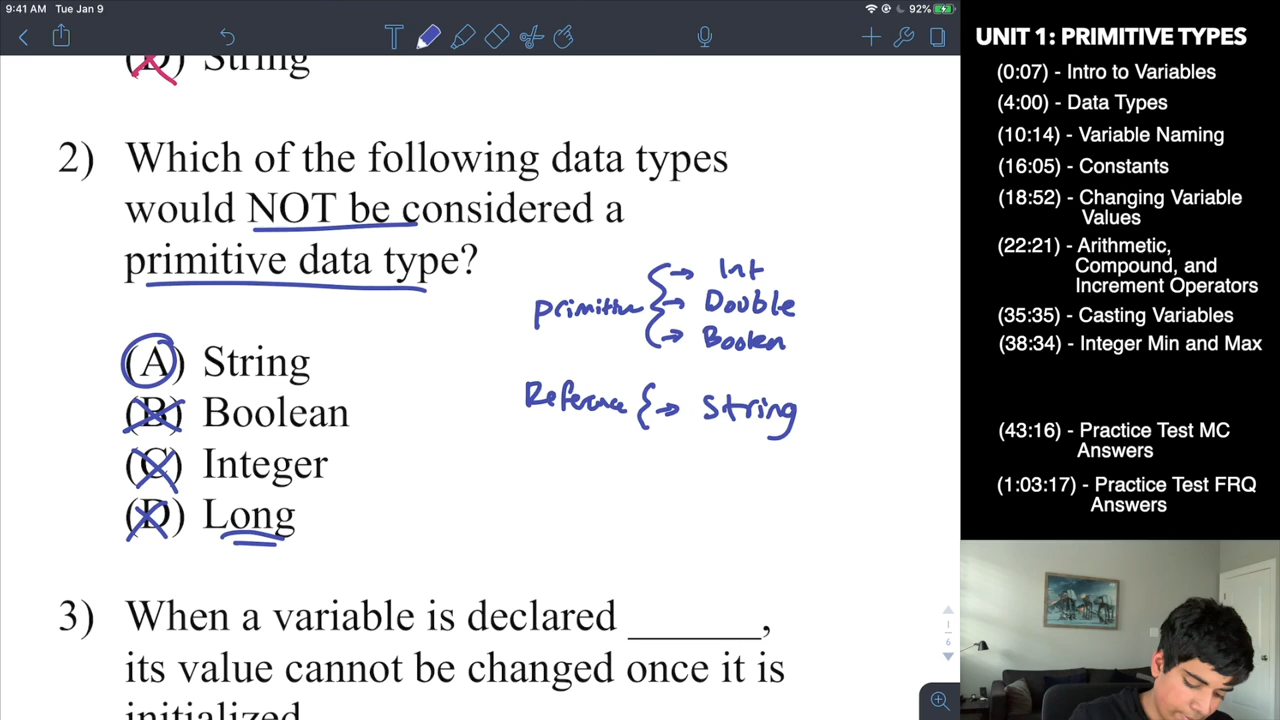 9:41 AM Tue Jan 9
92%
T
(D) String
2) Which of the following data types
would NOT be considered a
primitive data type?
primitive
→ Int
→ Double
→ Boolen
(A) String
(B) Boolean
(C) Integer
(D) Long
Reference → String
3) When a variable is declared ______,
its value cannot be changed once it is
initialized
1
6
UNIT 1: PRIMITIVE TYPES
(0:07) - Intro to Variables
(4:00) - Data Types
(10:14) - Variable Naming
(16:05) - Constants
(18:52) - Changing Variable
Values
(22:21) - Arithmetic,
Compound, and
Increment Operators
(35:35) - Casting Variables
(38:34) - Integer Min and Max
(43:16) - Practice Test MC
Answers
(1:03:17) - Practice Test FRQ
Answers